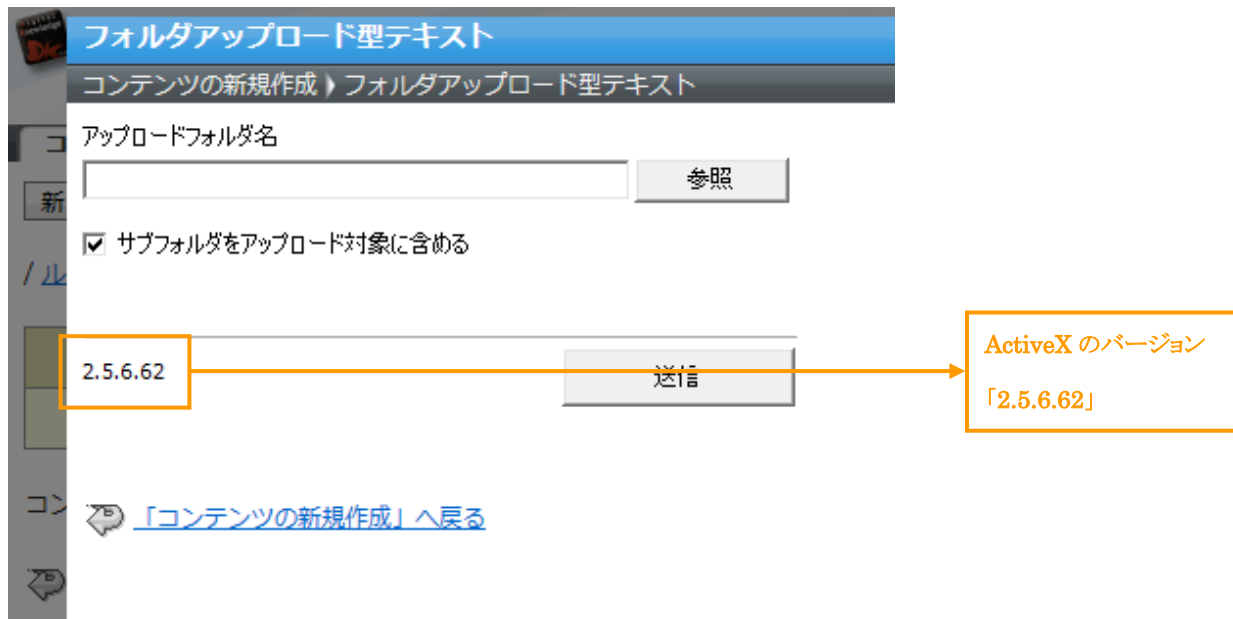 フォルダアップロード型テキスト
コンテンツの新規作成 ) フォルダアップロード型テキスト
コ
アップロードフォルダ名
参照
新
サブフォルダをアップロード対象に含める
/ ル
2.5.6.62
送信
ActiveX のバージョン
「2.5.6.62」
コン
「コンテンツの新規作成」へ戻る